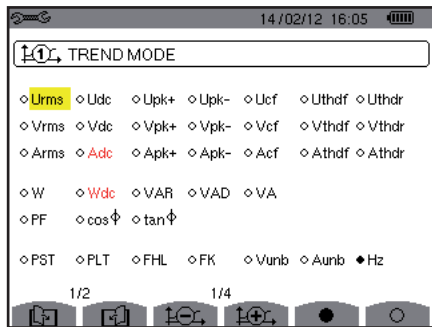 14/02/12 16:05
1 TREND MODE
Urms Udc Upk+ Upk- Ucf Uthdf Uthdr
Vrms Vdc Vpk+ Vpk- Vcf Vthdf Vthdr
Arms Adc Apk+ Apk- Acf Athdf Athdr
W Wdc VAR VAD VA
PF cosΦ tanΦ
PST PLT FHL FK Vunb Aunb Hz
1/2 1/4